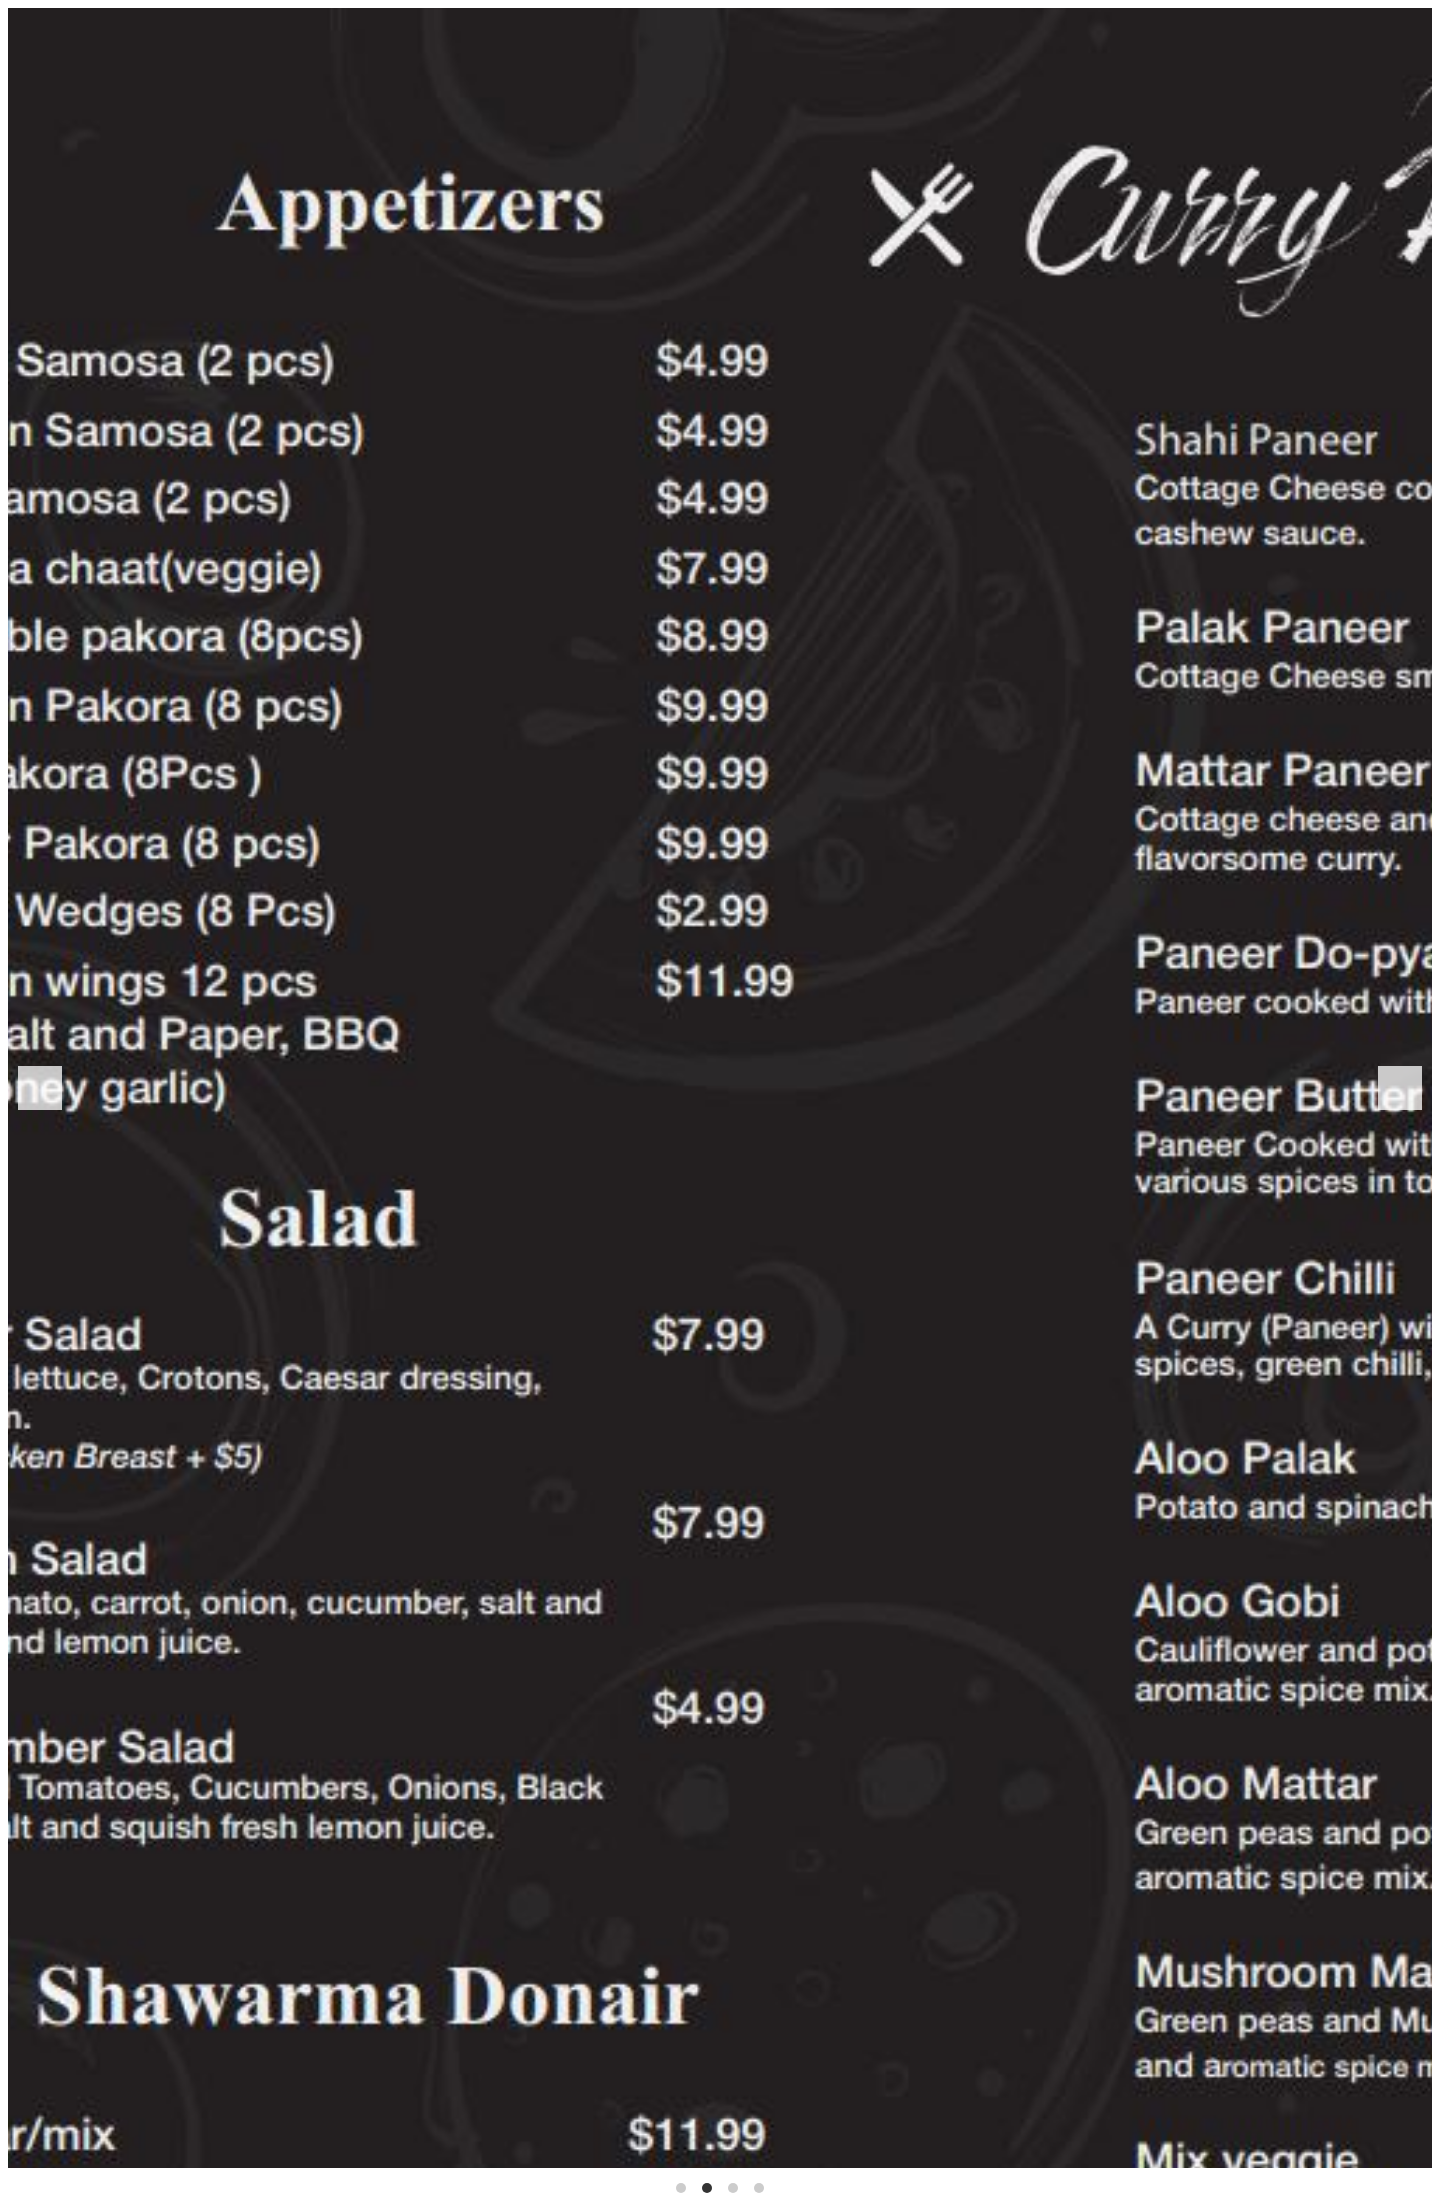 Appetizers
Samosa (2 pcs) $4.99
n Samosa (2 pcs) $4.99
amosa (2 pcs) $4.99
a chaat(veggie) $7.99
ble pakora (8pcs) $8.99
n Pakora (8 pcs) $9.99
akora (8Pcs ) $9.99
Pakora (8 pcs) $9.99
Wedges (8 Pcs) $2.99
n wings 12 pcs $11.99
alt and Paper, BBQ
oney garlic)
Salad
Salad $7.99
lettuce, Crotons, Caesar dressing,
n.
ken Breast + $5)
$7.99
Salad
mato, carrot, onion, cucumber, salt and
nd lemon juice.
$4.99
mber Salad
Tomatoes, Cucumbers, Onions, Black
alt and squish fresh lemon juice.
Shawarma Donair
r/mix $11.99
Curry
Shahi Paneer
Cottage Cheese co
cashew sauce.
Palak Paneer
Cottage Cheese sm
Mattar Paneer
Cottage cheese and
flavorsome curry.
Paneer Do-pya
Paneer cooked with
Paneer Butter
Paneer Cooked wit
various spices in to
Paneer Chilli
A Curry (Paneer) wi
spices, green chilli,
Aloo Palak
Potato and spinach
Aloo Gobi
Cauliflower and pot
aromatic spice mix.
Aloo Mattar
Green peas and pot
aromatic spice mix.
Mushroom Ma
Green peas and Mu
and aromatic spice m
Mix veggie